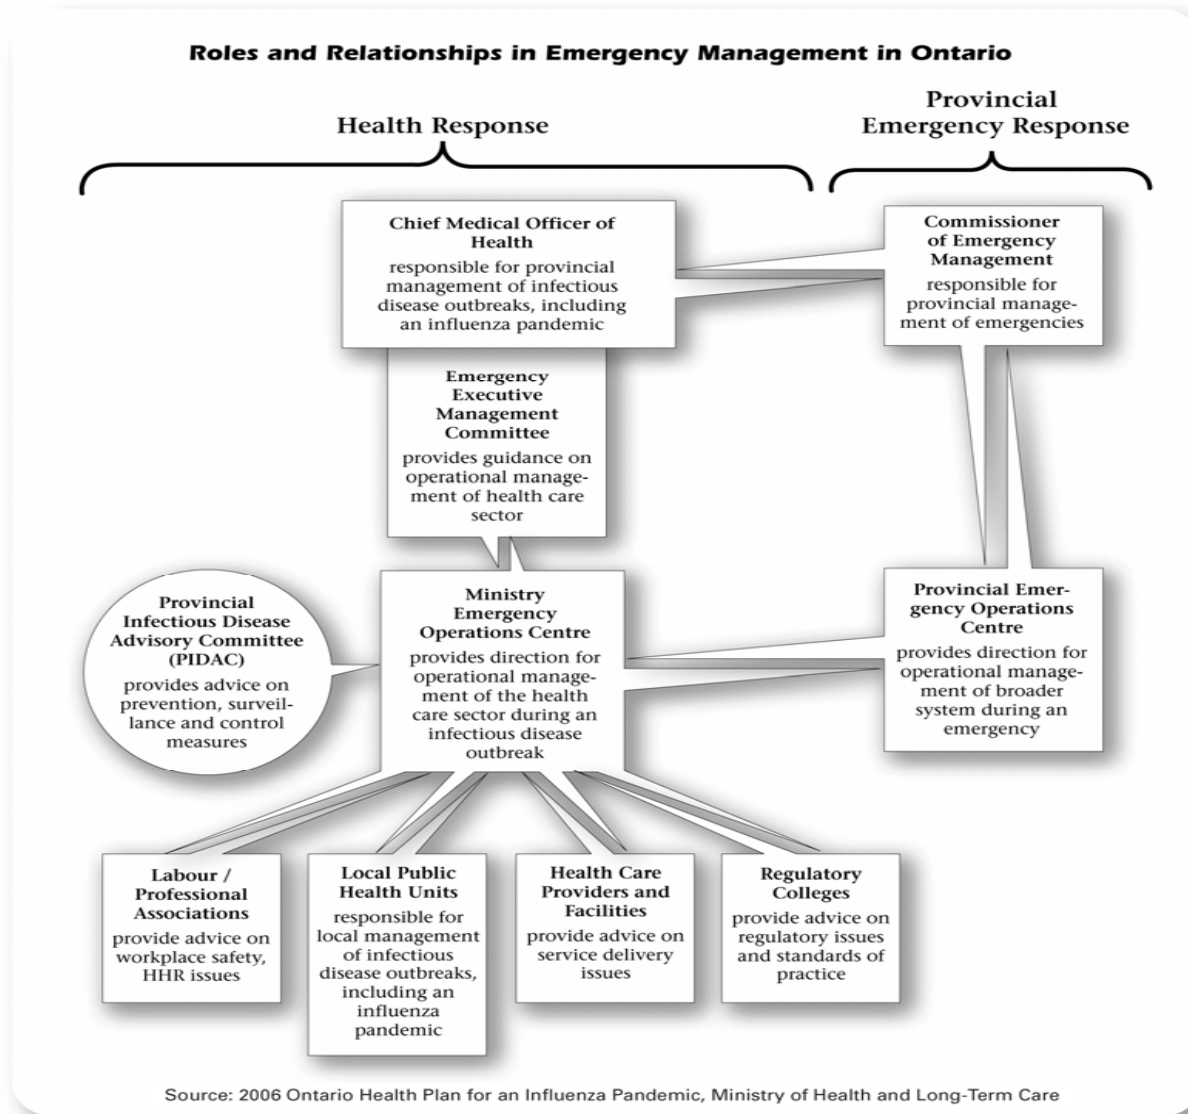 Roles and Relationships in Emergency Management in Ontario
Health Response
Provincial
Emergency Response
Chief Medical Officer of
Health
responsible for provincial
management of infectious
disease outbreaks, including
an influenza pandemic
Commissioner
of Emergency
Management
responsible for
provincial manage-
ment of emergencies
Emergency
Executive
Management
Committee
provides guidance on
operational manage-
ment of health care
sector
Provincial
Infectious Disease
Advisory Committee
(PIDAC)
provides advice on
prevention, surveil-
lance and control
measures
Ministry
Emergency
Operations Centre
provides direction for
operational manage-
ment of the health
care sector during an
infectious disease
outbreak
Provincial Emer-
gency Operations
Centre
provides direction for
operational manage-
ment of broader
system during an
emergency
Labour /
Professional
Associations
provide advice on
workplace safety,
HHR issues
Local Public
Health Units
responsible for
local management
of infectious
disease outbreaks,
including an
influenza
pandemic
Health Care
Providers and
Facilities
provide advice on
service delivery
issues
Regulatory
Colleges
provide advice on
regulatory issues
and standards of
practice
Source: 2006 Ontario Health Plan for an Influenza Pandemic, Ministry of Health and Long-Term Care